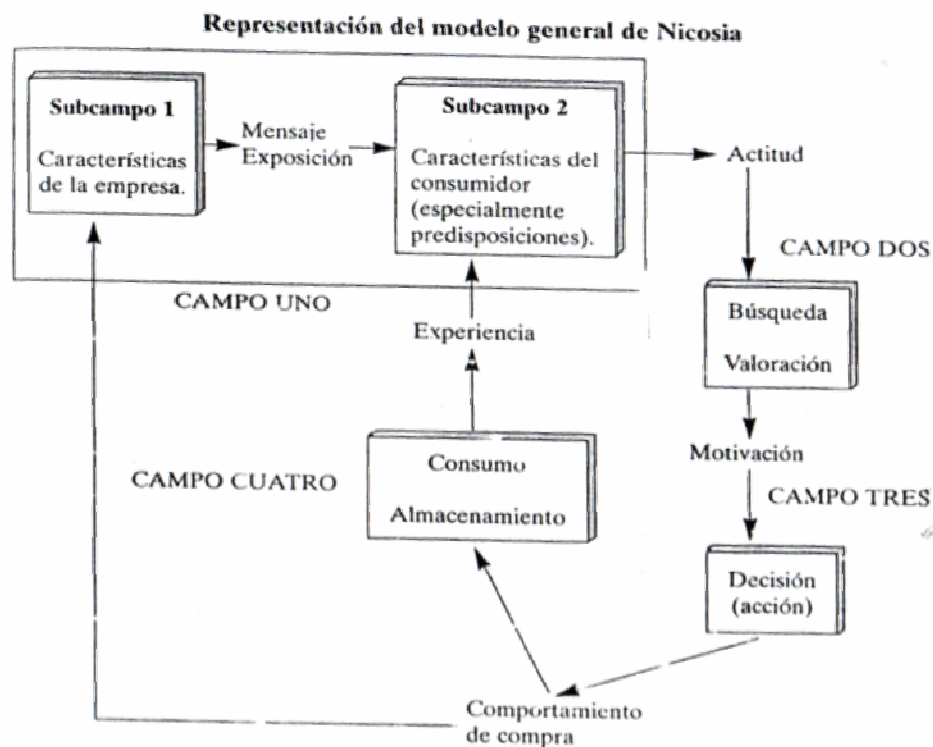 Representación del modelo general de Nicosia
Subcampo 1
Características
de la empresa.
Mensaje
Exposición
Subcampo 2
Características del
consumidor
(especialmente
predisposiciones).
Actitud
CAMPO UNO
CAMPO DOS
Búsqueda
Valoración
Experiencia
Motivación
CAMPO TRES
CAMPO CUATRO
Consumo
Almacenamiento
Decisión
(acción)
Comportamiento
de compra